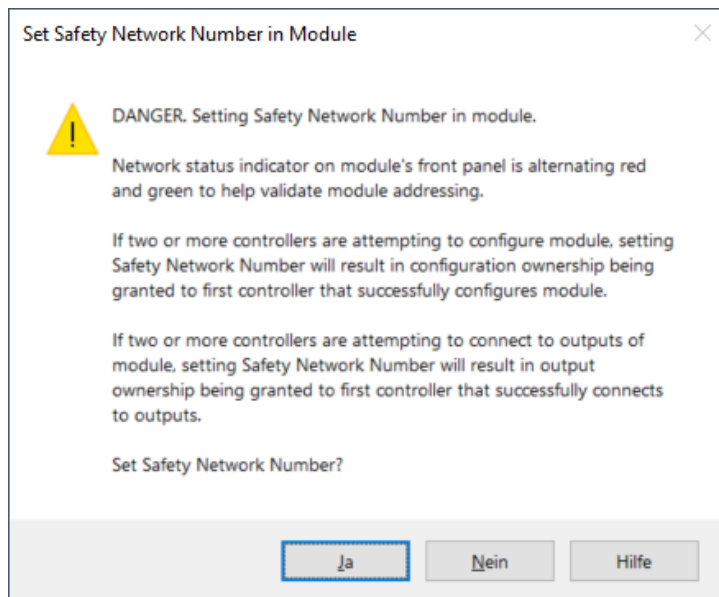 Set Safety Network Number in Module
DANGER. Setting Safety Network Number in module.
Network status indicator on module's front panel is alternating red
and green to help validate module addressing.
If two or more controllers are attempting to configure module, setting
Safety Network Number will result in configuration ownership being
granted to first controller that successfully configures module.
If two or more controllers are attempting to connect to outputs of
module, setting Safety Network Number will result in output
ownership being granted to first controller that successfully connects
to outputs.
Set Safety Network Number?
Ja
Nein
Hilfe